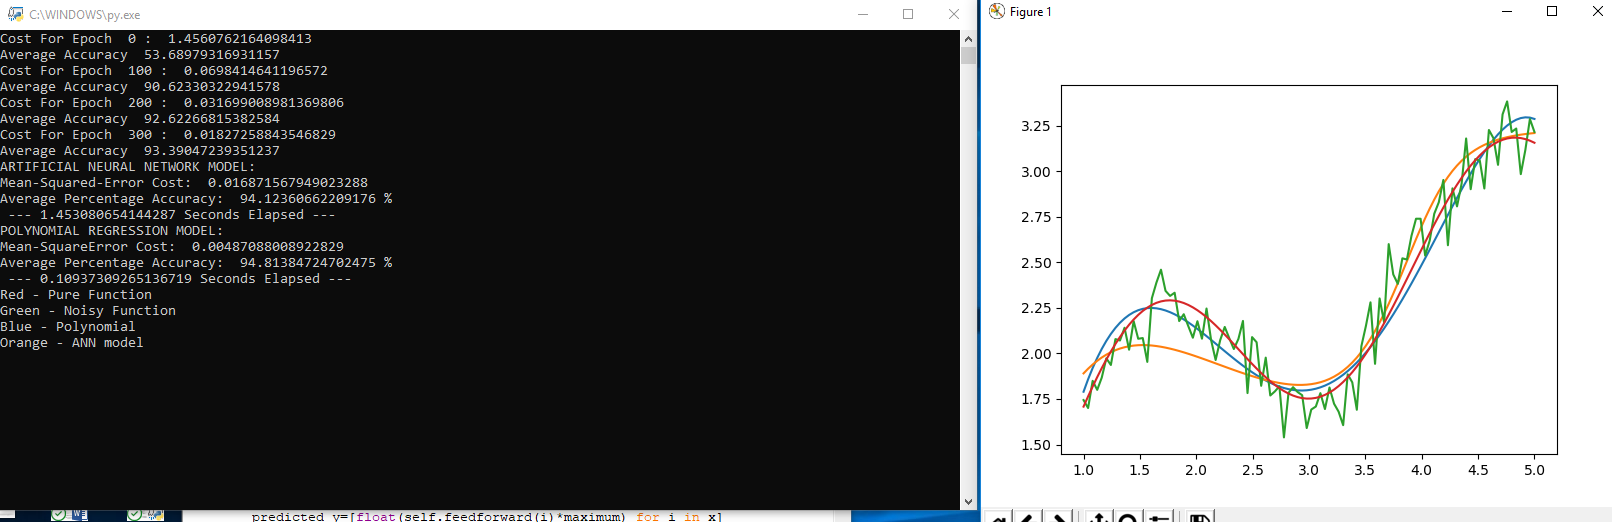 C:\WINDOWS\py.exe
Cost For Epoch  0 :  1.4560762164098413
Average Accuracy  53.68979316931157
Cost For Epoch  100 :  0.0698414641196572
Average Accuracy  90.62330322941578
Cost For Epoch  200 :  0.031699008981369806
Average Accuracy  92.62266815382584
Cost For Epoch  300 :  0.01827258843546829
Average Accuracy  93.39047239351237
ARTIFICIAL NEURAL NETWORK MODEL:
Mean-Squared-Error Cost:  0.016871567949023288
Average Percentage Accuracy:  94.12360662209176 %
 --- 1.453080654144287 Seconds Elapsed ---
POLYNOMIAL REGRESSION MODEL:
Mean-SquareError Cost:  0.00487088008922829
Average Percentage Accuracy:  94.81384724702475 %
 --- 0.10937309265136719 Seconds Elapsed ---
Red - Pure Function
Green - Noisy Function
Blue - Polynomial
Orange - ANN model
predicted_y=[float(self.feedforward(i)*maximum) for i in x]
Figure 1
3.25
3.00
2.75
2.50
2.25
2.00
1.75
1.50
1.0 1.5 2.0 2.5 3.0 3.5 4.0 4.5 5.0